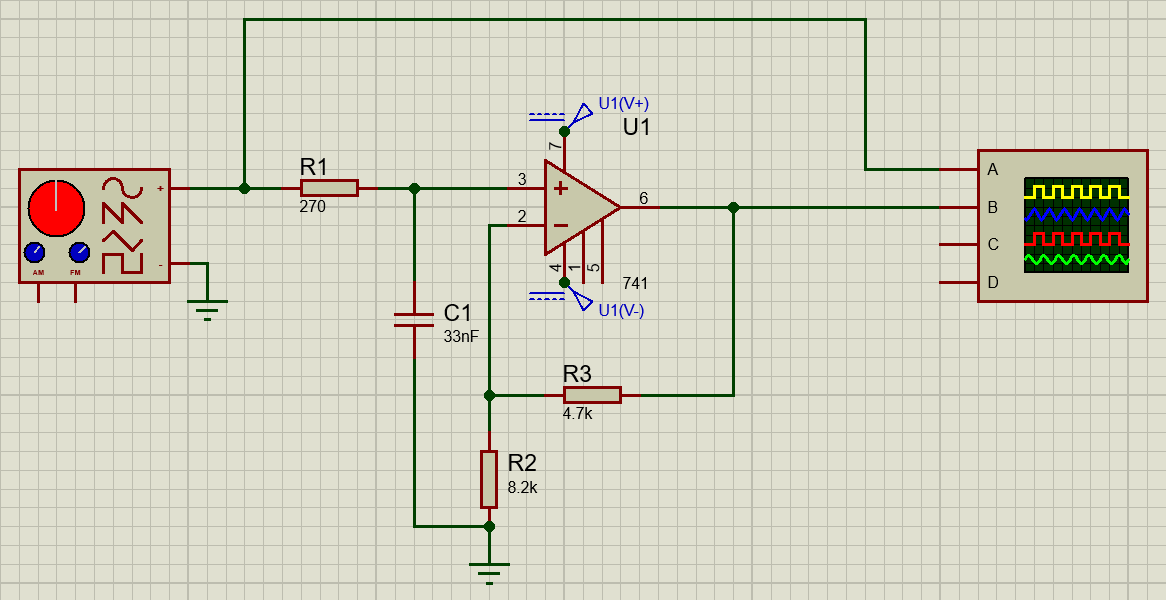 U1(V+)
U1
7
R1
270
3
2
+
-
AM
FM
6
4
1
5
741
U1(V-)
A
B
C
D
C1
33nF
R3
4.7k
R2
8.2k